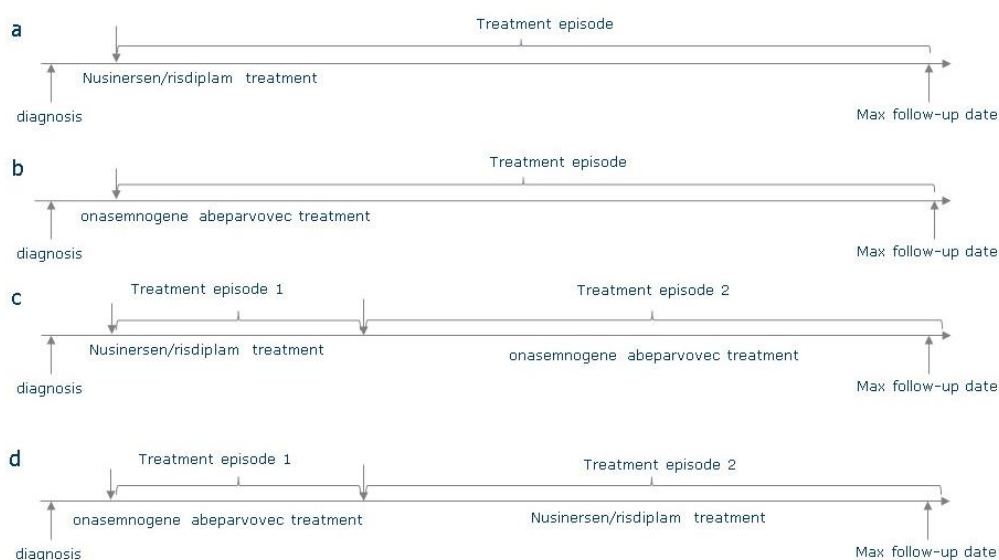 a
Treatment episode
Nusinersen/risdiplam treatment
diagnosis
Max follow-up date
b
Treatment episode
onasemnogene abeparvovec treatment
diagnosis
Max follow-up date
c
Treatment episode 1
Treatment episode 2
Nusinersen/risdiplam treatment
onasemnogene abeparvovec treatment
diagnosis
Max follow-up date
d
Treatment episode 1
Treatment episode 2
onasemnogene abeparvovec treatment
Nusinersen/risdiplam treatment
diagnosis
Max follow-up date